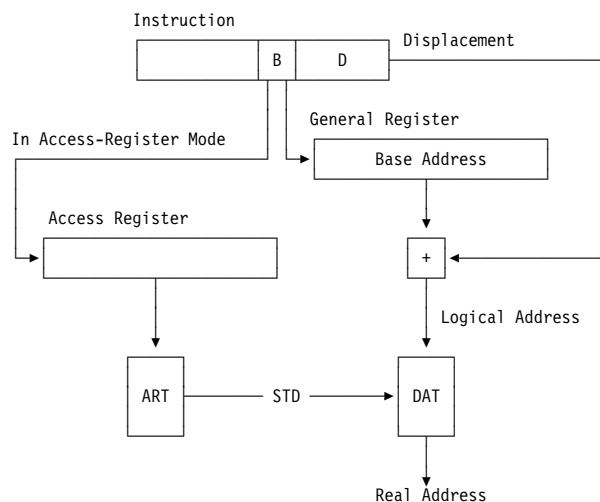 Instruction
Displacement
B D
General Register
In Access-Register Mode
Base Address
Access Register
+
Logical Address
ART STD DAT
Real Address